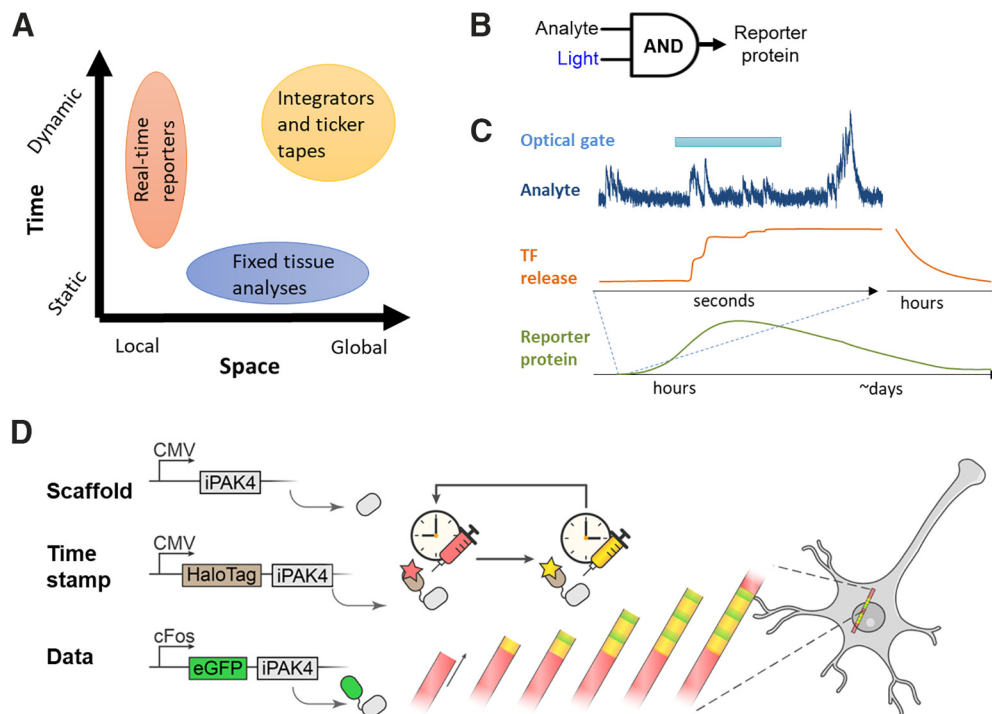 A
Time
Dynamic
Static
Real-time
reporters
Integrators
and ticker
tapes
Fixed tissue
analyses
Local
Global
Space
B
Analyte
Light
AND
Reporter
protein
C
Optical gate
Analyte
TF
release
seconds
hours
Reporter
protein
hours
~days
D
Scaffold
CMV
iPAK4
Time
stamp
CMV
HaloTag
iPAK4
Data
cFos
eGFP
iPAK4